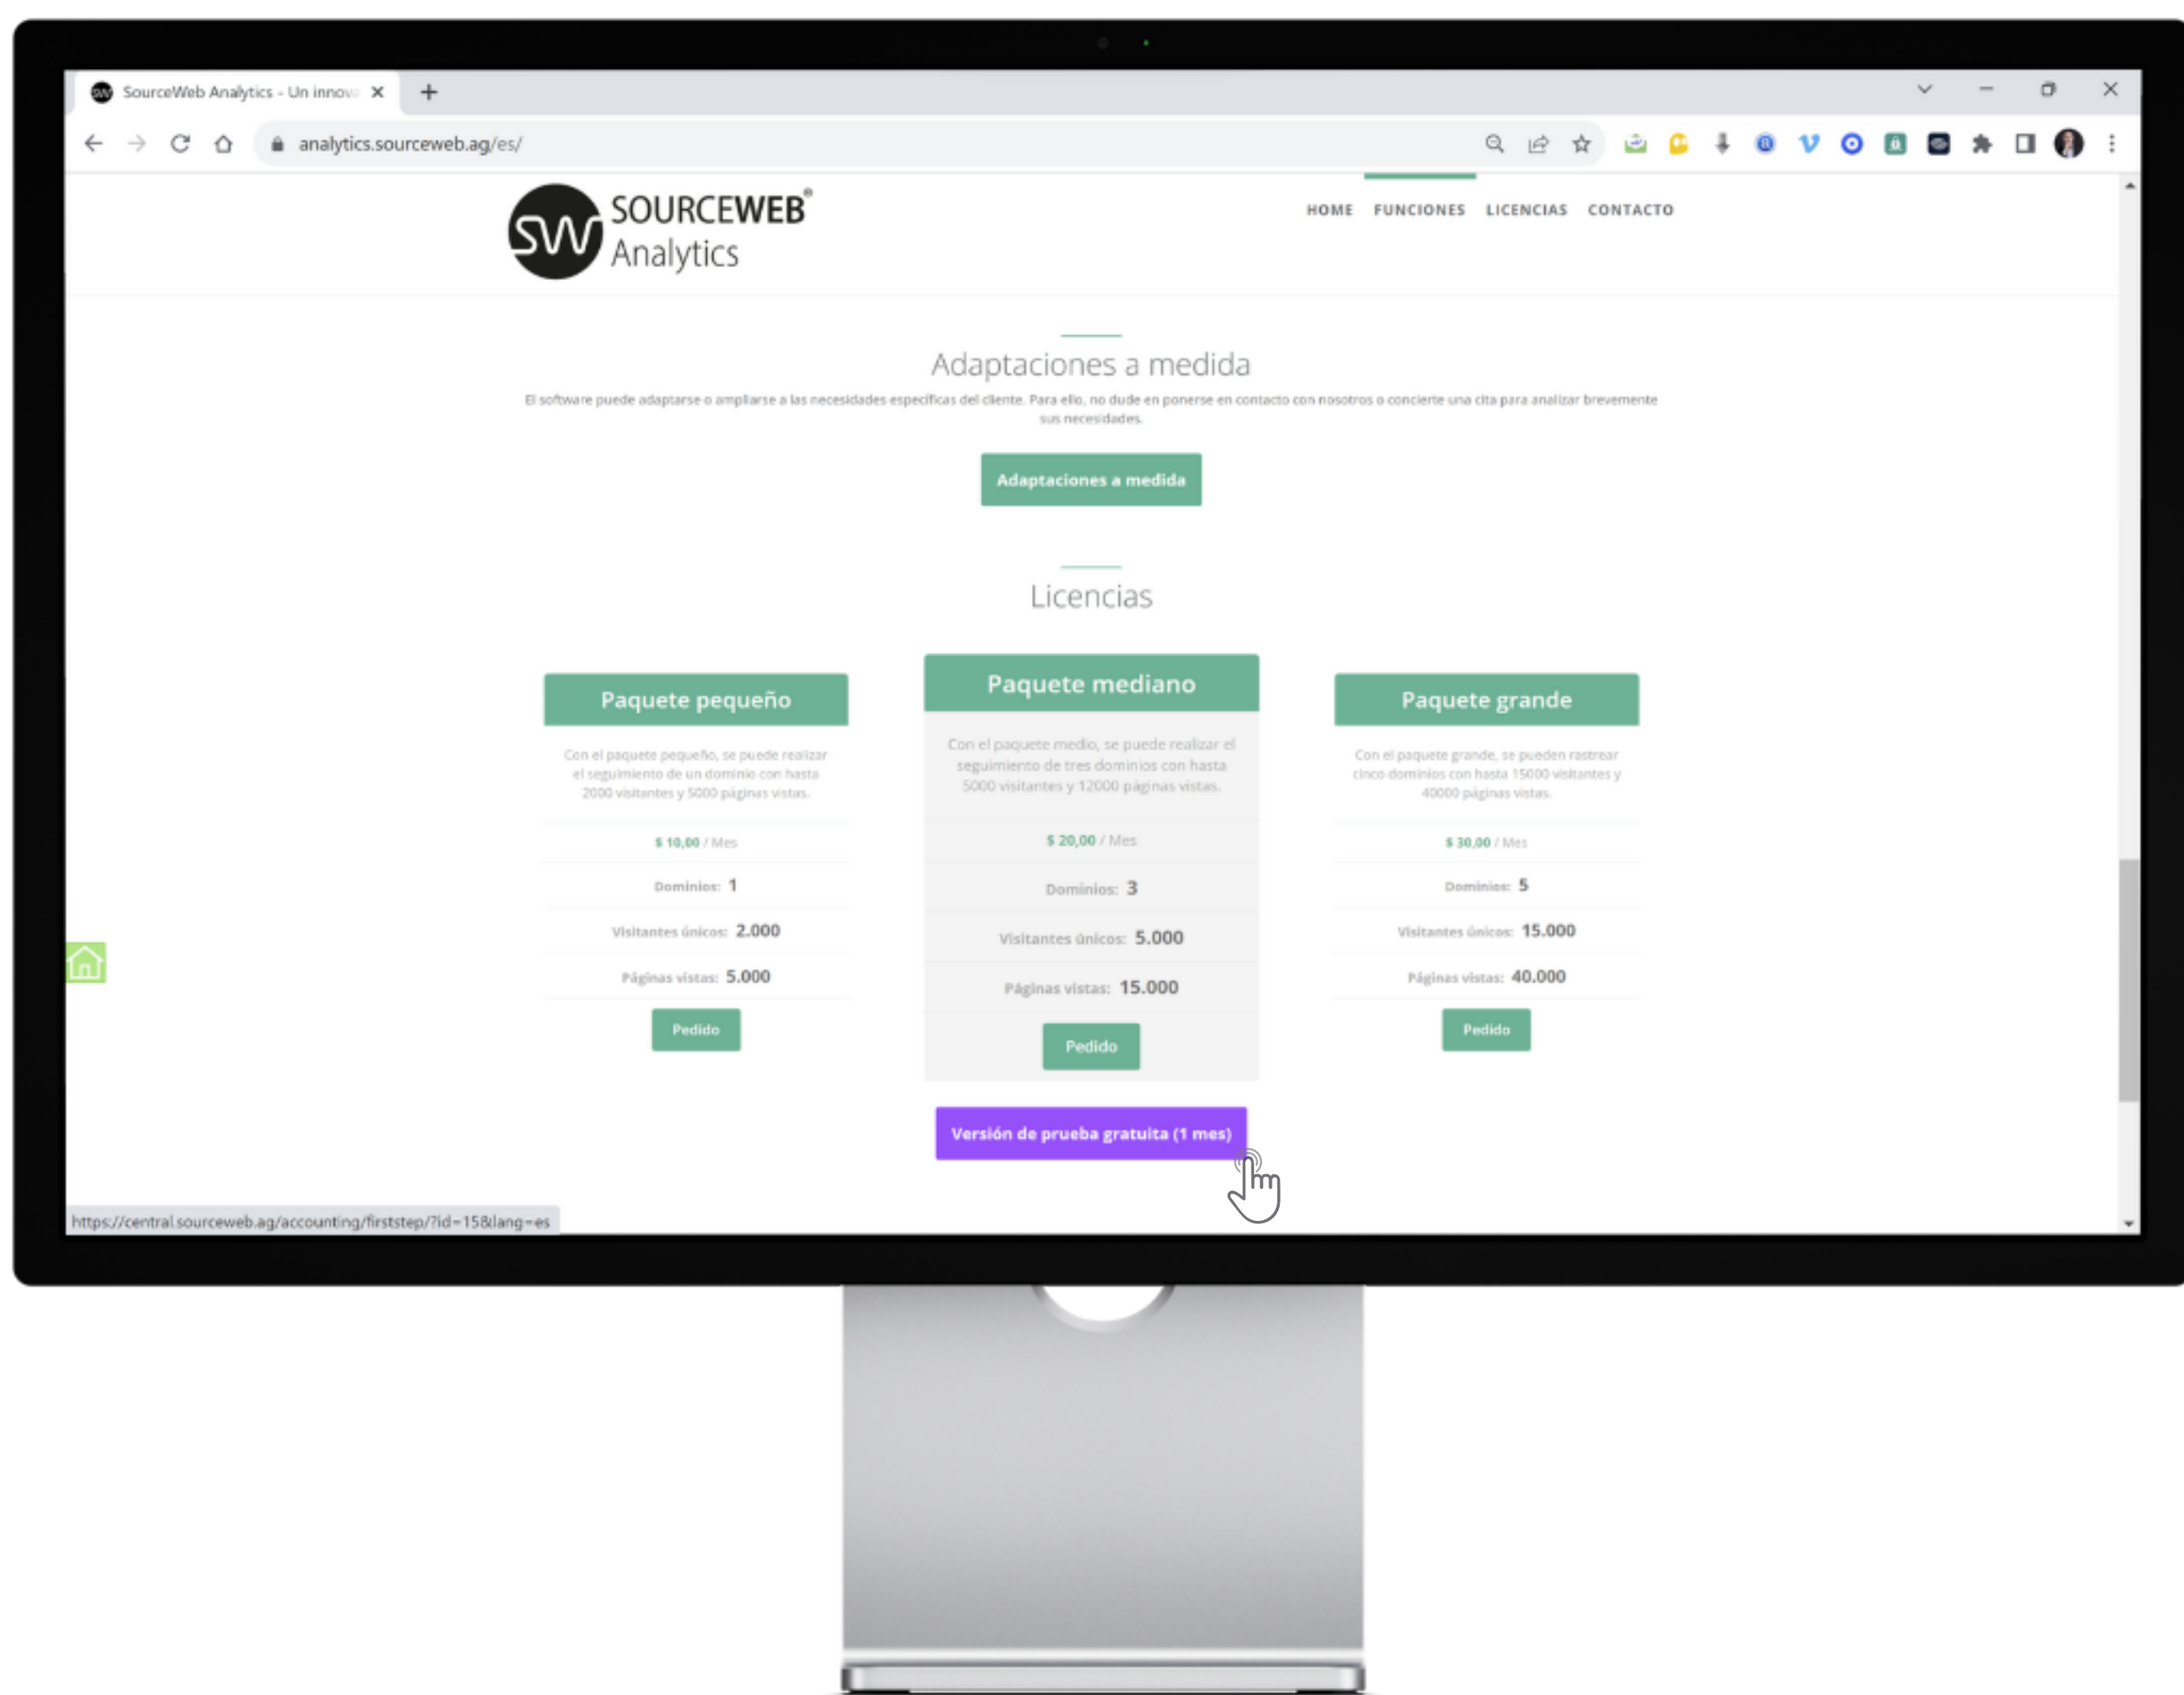 SourceWeb Analytics - Un innov
analytics.sourceweb.ag/es/
SW
SOURCEWEB®
Analytics
HOME FUNCIONES LICENCIAS CONTACTO
Adaptaciones a medida
El software puede adaptarse o ampliarse a las necesidades específicas del cliente. Para ello, no dude en ponerse en contacto con nosotros o concierte una cita para analizar brevemente
sus necesidades.
Adaptaciones a medida
Licencias
Paquete pequeño
Con el paquete pequeño, se puede realizar
el seguimiento de un dominio con hasta
2000 visitantes y 5000 páginas vistas.
$ 10,00 / Mes
Dominios: 1
Visitantes únicos: 2.000
Páginas vistas: 5.000
Pedido
Paquete mediano
Con el paquete medio, se puede realizar el
seguimiento de tres dominios con hasta
5000 visitantes y 12000 páginas vistas.
$ 20,00 / Mes
Dominios: 3
Visitantes únicos: 5.000
Páginas vistas: 15.000
Pedido
Paquete grande
Con el paquete grande, se pueden rastrear
cinco dominios con hasta 15000 visitantes y
40000 páginas vistas.
$ 30,00 / Mes
Dominios: 5
Visitantes únicos: 15.000
Páginas vistas: 40.000
Pedido
Versión de prueba gratuita (1 mes)
https://central.sourceweb.ag/accounting/firststep/?id=15&lang=es